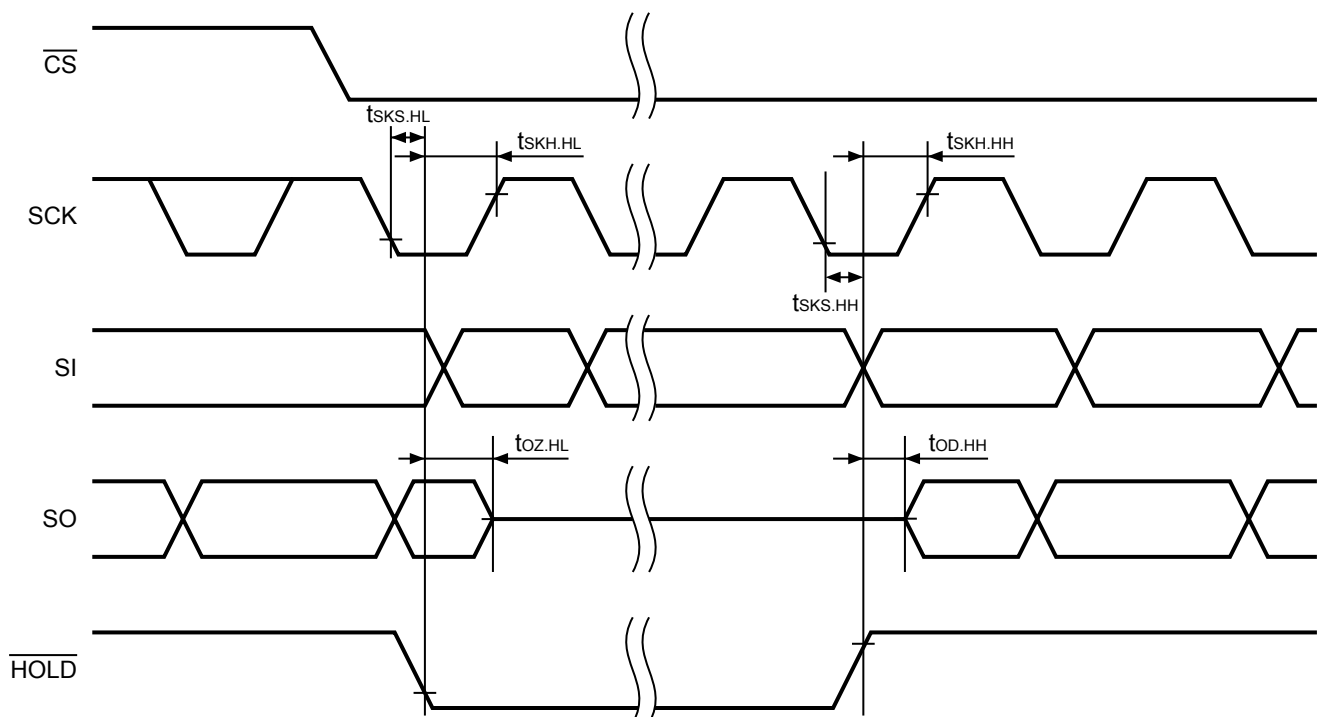 CS
tSKS.HL
tSKH.HL
tSKH.HH
SCK
tSKS.HH
SI
tOZ.HL
tOD.HH
SO
HOLD